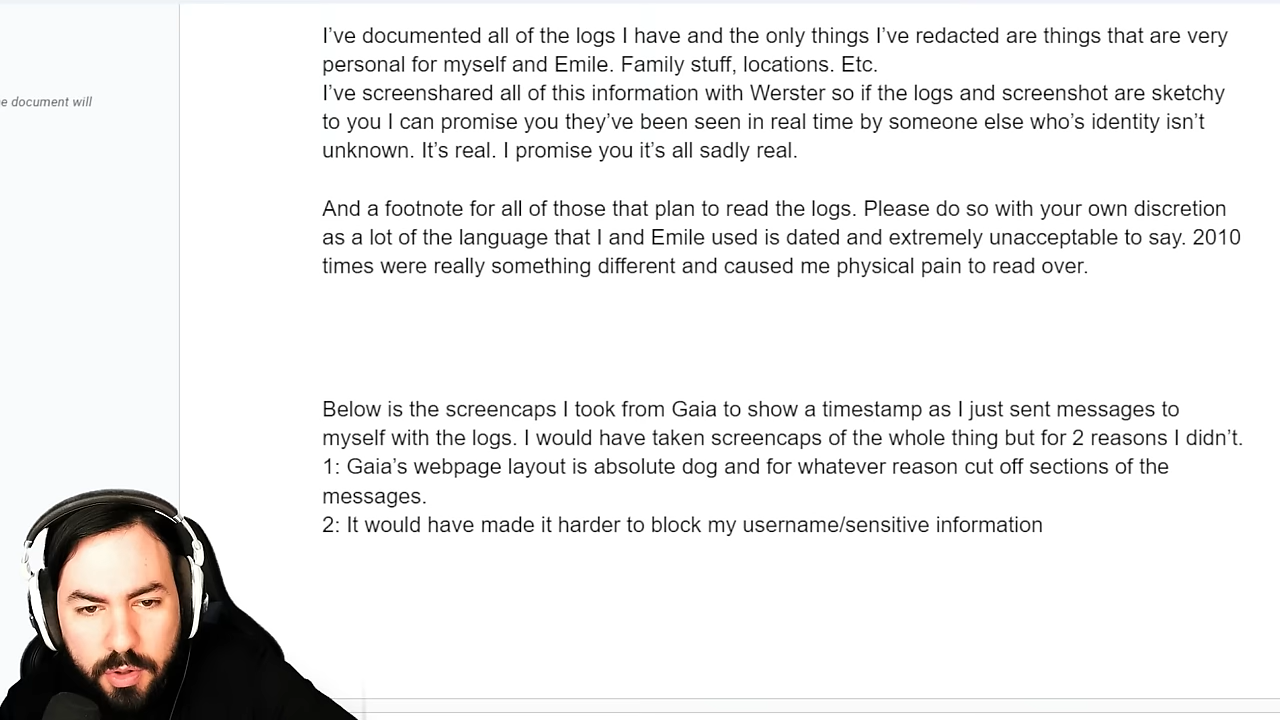 I've documented all of the logs I have and the only things I've redacted are things that are very
personal for myself and Emile. Family stuff, locations. Etc.
e document will
I've screenshared all of this information with Werster so if the logs and screenshot are sketchy
to you I can promise you they've been seen in real time by someone else who's identity isn't
unknown. It's real. I promise you it's all sadly real.
And a footnote for all of those that plan to read the logs. Please do so with your own discretion
as a lot of the language that I and Emile used is dated and extremely unacceptable to say. 2010
times were really something different and caused me physical pain to read over.
Below is the screencaps I took from Gaia to show a timestamp as I just sent messages to
myself with the logs. I would have taken screencaps of the whole thing but for 2 reasons I didn't.
1: Gaia's webpage layout is absolute dog and for whatever reason cut off sections of the
messages.
2: It would have made it harder to block my username/sensitive information